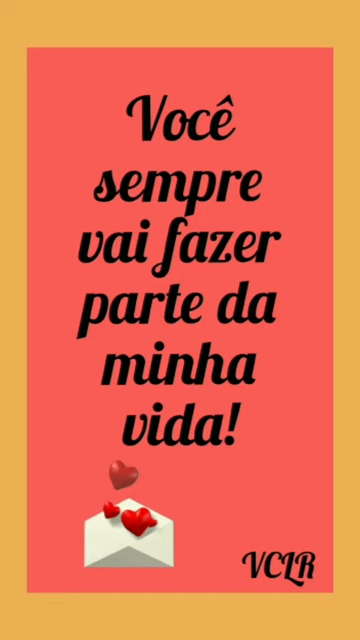 Você
sempre
vai fazer
parte da
minha
vida!
VCLR